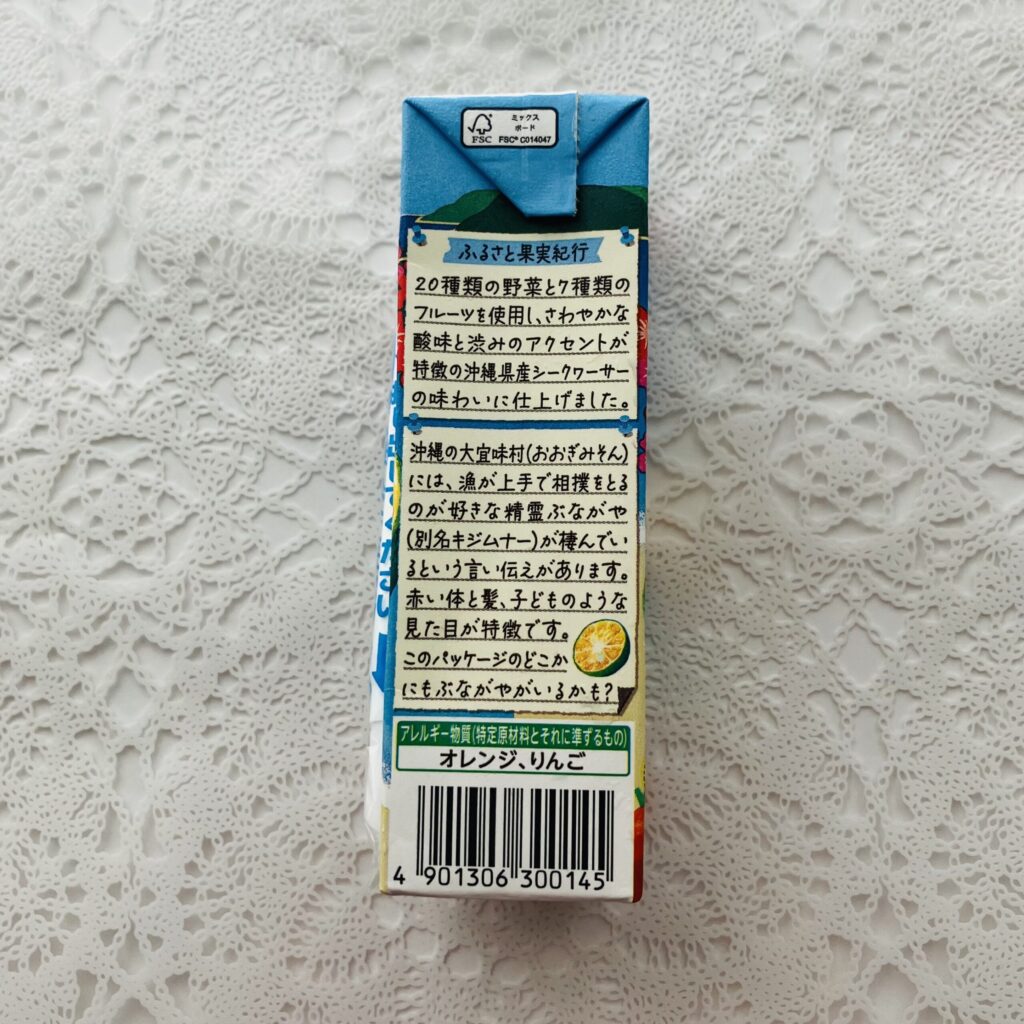 ミックス
ボード
FSC
FSC® C014047
ふるさと果実紀行
20種類の野菜と7種類の
フルーツを使用し、さわやかな
酸味と渋みのアクセントが
特徴の沖縄県産シークヮーサー
の味わいに仕上げました。
沖縄の大宜味村(おおぎみそん)
には、漁が上手で相撲をとる
のが好きな精霊ぶながや
(別名キジムナー)が棲んでい
るという言い伝えがあります。
赤い体と髪、子どものような
見た目が特徴です。
このパッケージのどこか
にもぶながやがいるかも?
アレルギー物質(特定原材料とそれに準ずるもの)
オレンジ、りんご
4 901306 300145